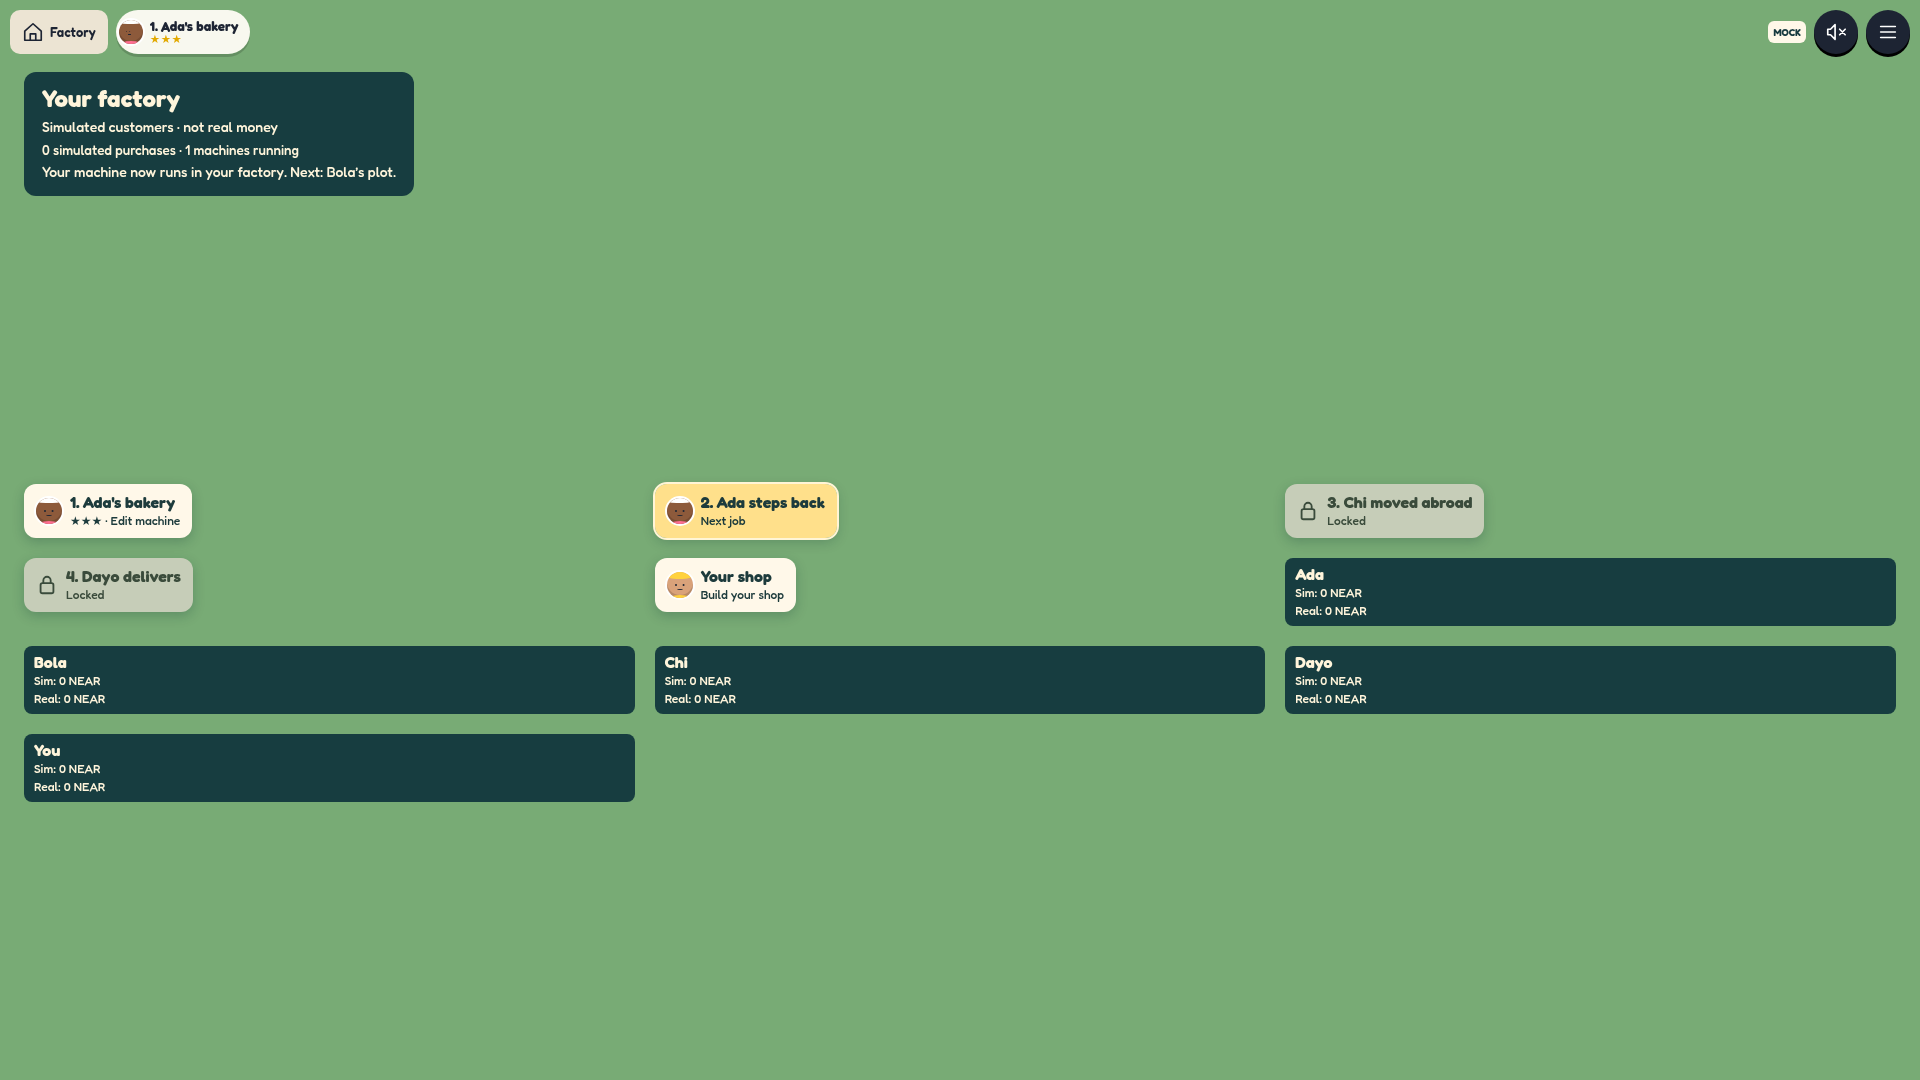 Factory
1. Ada's bakery
★★★
MOCK
Your factory
Simulated customers · not real money
0 simulated purchases · 1 machines running
Your machine now runs in your factory. Next: Bola's plot.
1. Ada's bakery
★★★ · Edit machine
2. Ada steps back
Next job
3. Chi moved abroad
Locked
4. Dayo delivers
Locked
Your shop
Build your shop
Ada
Sim: 0 NEAR
Real: 0 NEAR
Bola
Sim: 0 NEAR
Real: 0 NEAR
Chi
Sim: 0 NEAR
Real: 0 NEAR
Dayo
Sim: 0 NEAR
Real: 0 NEAR
You
Sim: 0 NEAR
Real: 0 NEAR